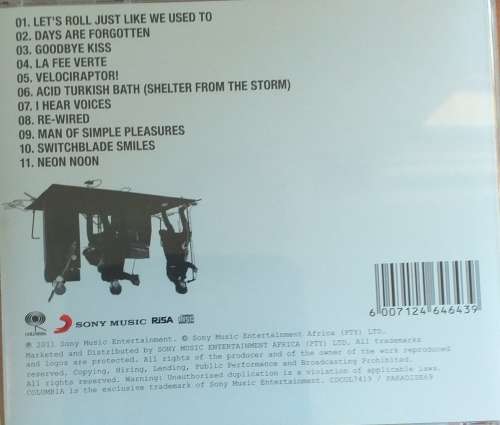 01. LET'S ROLL JUST LIKE WE USED TO
02. DAYS ARE FORGOTTEN
03. GOODBYE KISS
04. LA FEE VERTE
05. VELOCIRAPTOR!
06. ACID TURKISH BATH (SHELTER FROM THE STORM)
07. I HEAR VOICES
08. RE-WIRED
09. MAN OF SIMPLE PLEASURES
10. SWITCHBLADE SMILES
11. NEON NOON
6 007124 646439
COLUMBIA SONY MUSIC RiSA
℗ 2011 Sony Music Entertainment. © Sony Music Entertainment Africa (PTY) LTD.
Marketed and Distributed by SONY MUSIC ENTERTAINMENT AFRICA (PTY) LTD. All trademarks
and logos are protected. All rights of the producer and of the owner of the work reproduced
reserved. Copying, Hiring, Lending, Public Performance and Broadcasting Prohibited.
All rights reserved. Warning: Unauthorised duplication is a violation of applicable laws.
COLUMBIA is the exclusive trademark of Sony Music Entertainment. CDCOL7419 / PARADISE69